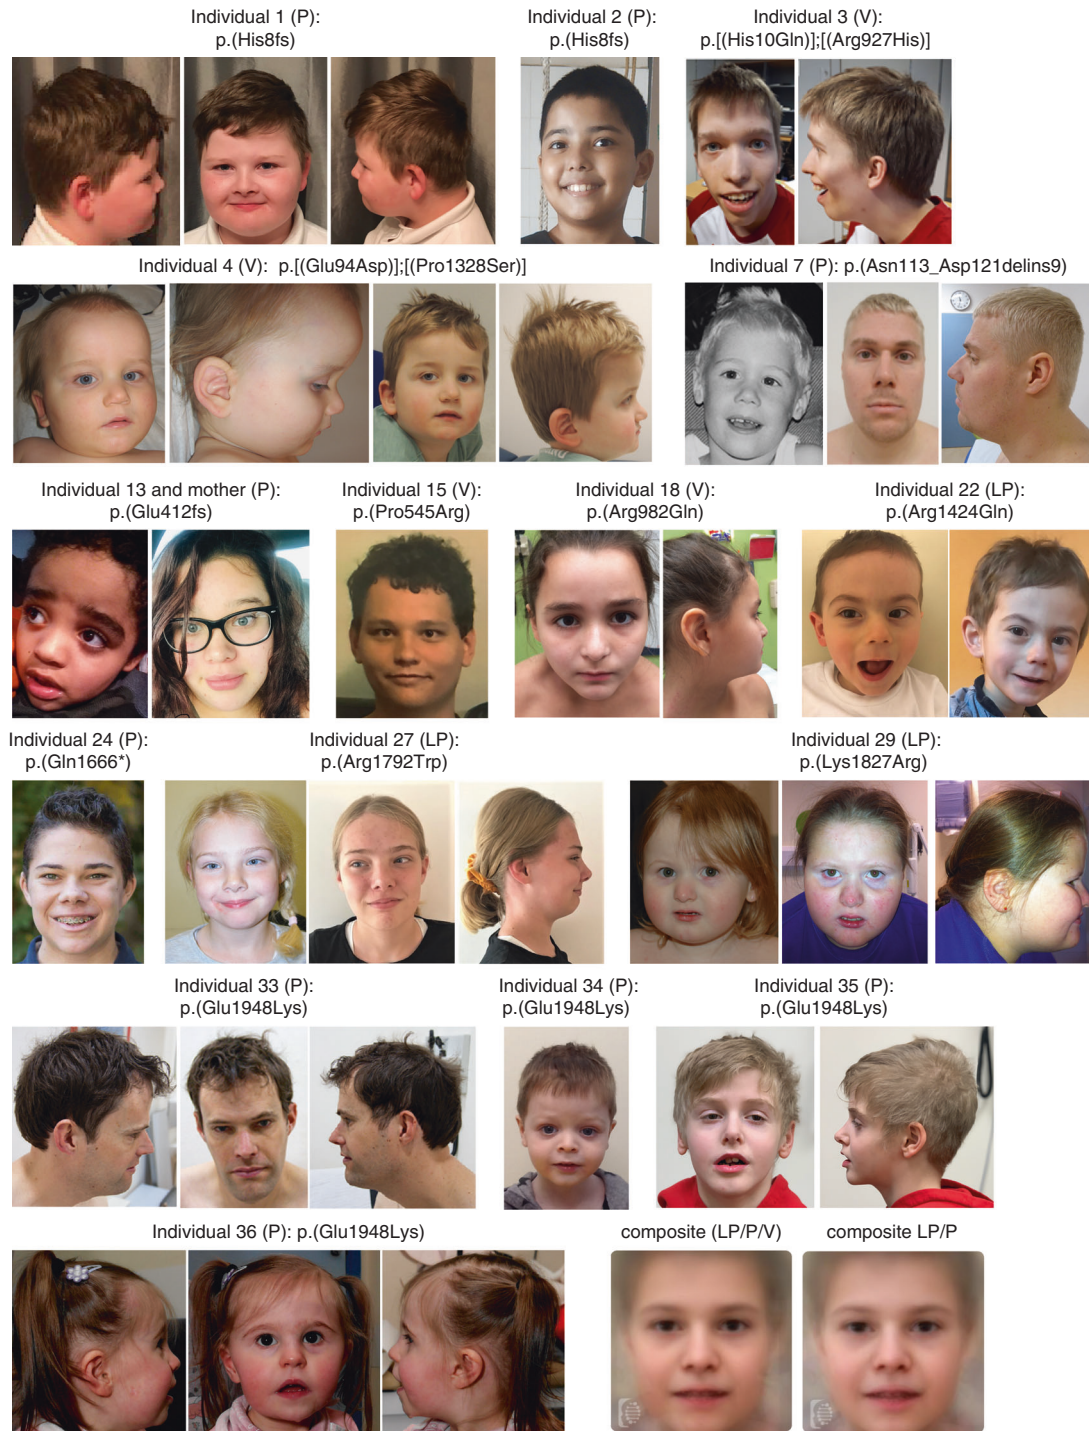 Individual 1 (P):
p.(His8fs)
Individual 2 (P):
p.(His8fs)
Individual 3 (V):
p.[(His10Gln)];[(Arg927His)]
Individual 4 (V): p.[(Glu94Asp)];[(Pro1328Ser)]
Individual 7 (P): p.(Asn113_Asp121delins9)
Individual 13 and mother (P):
p.(Glu412fs)
Individual 15 (V):
p.(Pro545Arg)
Individual 18 (V):
p.(Arg982Gln)
Individual 22 (LP):
p.(Arg1424Gln)
Individual 24 (P):
p.(Gln1666*)
Individual 27 (LP):
p.(Arg1792Trp)
Individual 29 (LP):
p.(Lys1827Arg)
Individual 33 (P):
p.(Glu1948Lys)
Individual 34 (P):
p.(Glu1948Lys)
Individual 35 (P):
p.(Glu1948Lys)
Individual 36 (P): p.(Glu1948Lys)
composite (LP/P/V)
composite LP/P